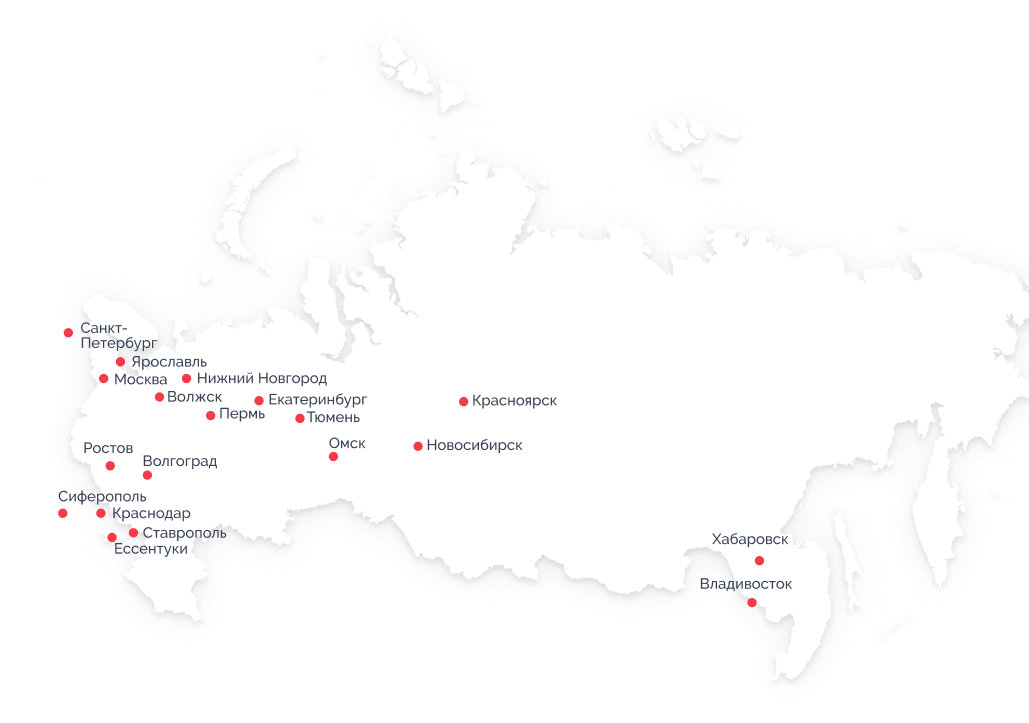 Санкт-
Петербург
Ярославль
Москва
Нижний Новгород
Волжск
Екатеринбург
Пермь
Тюмень
Красноярск
Омск
Новосибирск
Ростов
Волгоград
Сиферополь
Краснодар
Ставрополь
Ессентуки
Хабаровск
Владивосток